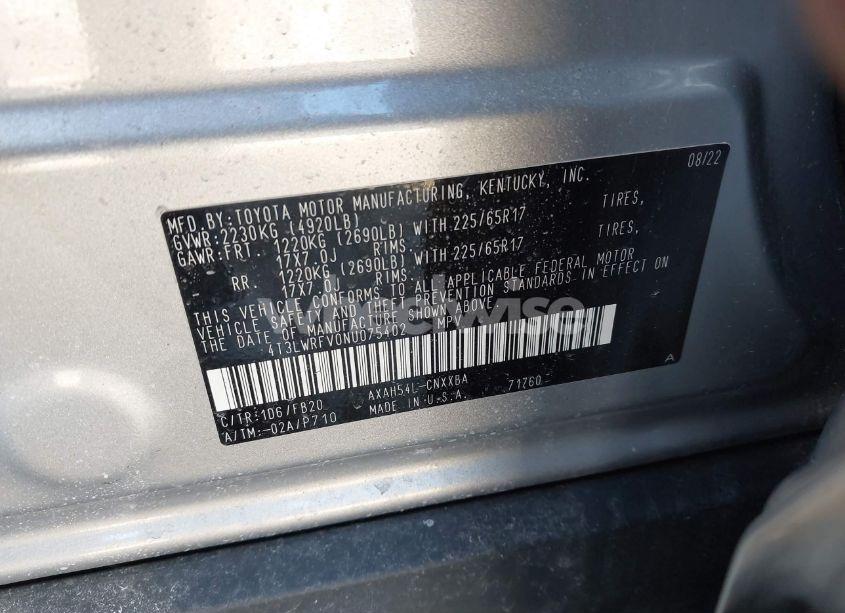 08/22
MFD.BY:TOYOTA MOTOR MANUFACTURING, KENTUCKY, INC.
GVWR:2230KG (4920LB)
GAWR:FRT. 1220KG (2690LB) WITH 225/65R17 TIRES,
17X7.0J RIMS
RR. 1220KG (2690LB) WITH 225/65R17 TIRES,
17X7.0J RIMS.
THIS VEHICLE CONFORMS TO ALL APPLICABLE FEDERAL MOTOR
VEHICLE SAFETY AND THEFT PREVENTION STANDARDS IN EFFECT ON
THE DATE OF MANUFACTURE SHOWN ABOVE.
4T3LWRFV0NU075402 MPV
C/TR:1D6/FB20 AXAH54L-CNXXBA 71760
A/TM:-02A/P710 MADE IN U.S.A. A